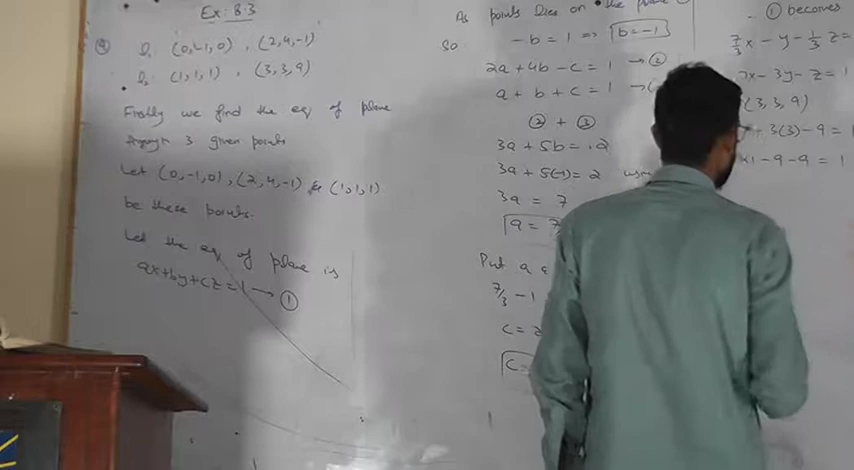 Ex # 8.3
Q l₁ (0,-1,0) , (2,4,-1)
l₂ (1,1,1) , (3,3,9)
Firstly we find the eq of plane
through 3 given points.
Let (0,-1,0), (2,4,-1) & (1,1,1)
be these points.
Let the eq of plane is
ax+by+cz=1 → ①
As points lies on the plane ①
So -b = 1 => b=-1
2a+4b-c=1 → ②
a+b+c=1 →
② + ③
3a+5b=2
3a+5(-1)=2
3a = 7
a =
Put a
7/3 -1
c =
① becomes
7/3 x - y - 1/3 z =
x-3y-z=1
(3,3,9)
+3(3)-9=1
-9-9=1